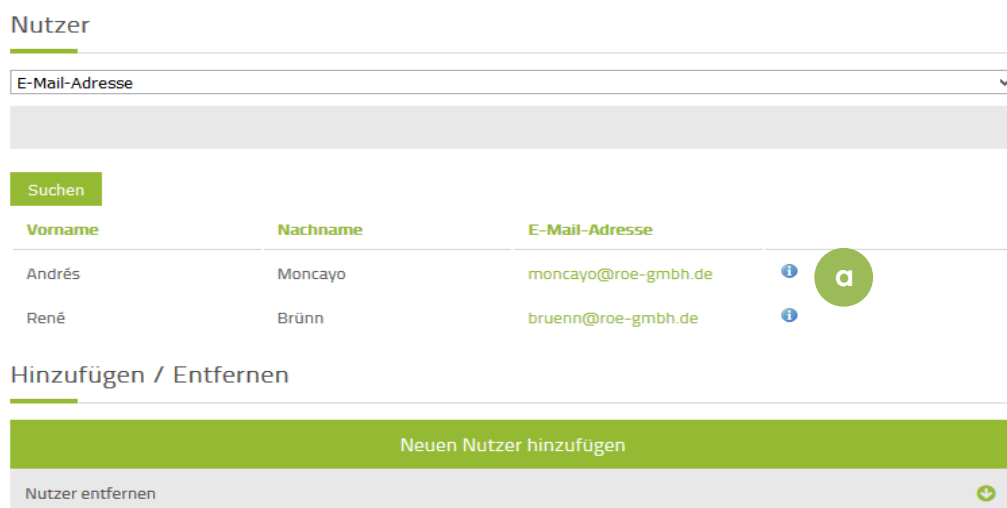 Nutzer
E-Mail-Adresse
Suchen
Vorname Nachname E-Mail-Adresse
Andrés Moncayo moncayo@roe-gmbh.de i a
René Brünn bruenn@roe-gmbh.de i
Hinzufügen / Entfernen
Neuen Nutzer hinzufügen
Nutzer entfernen